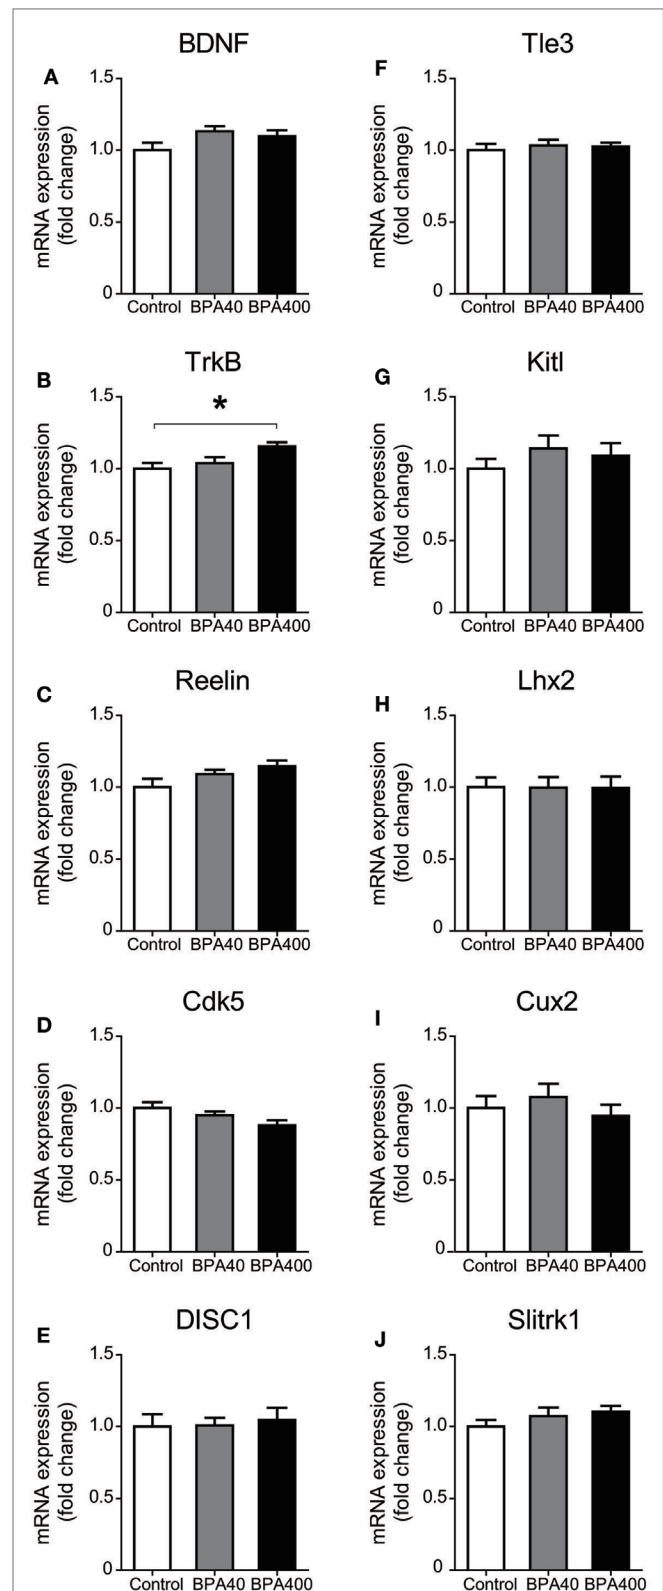 A
BDNF
mRNA expression
(fold change)
1.5
1.0
0.5
0
Control BPA40 BPA400
F
Tle3
mRNA expression
(fold change)
1.5
1.0
0.5
0
Control BPA40 BPA400
B
TrkB
mRNA expression
(fold change)
1.5
1.0
0.5
0
*
Control BPA40 BPA400
G
Kitl
mRNA expression
(fold change)
1.5
1.0
0.5
0
Control BPA40 BPA400
C
Reelin
mRNA expression
(fold change)
1.5
1.0
0.5
0
Control BPA40 BPA400
H
Lhx2
mRNA expression
(fold change)
1.5
1.0
0.5
0
Control BPA40 BPA400
D
Cdk5
mRNA expression
(fold change)
1.5
1.0
0.5
0
Control BPA40 BPA400
I
Cux2
mRNA expression
(fold change)
1.5
1.0
0.5
0
Control BPA40 BPA400
E
DISC1
mRNA expression
(fold change)
1.5
1.0
0.5
0
Control BPA40 BPA400
J
Slitrk1
mRNA expression
(fold change)
1.5
1.0
0.5
0
Control BPA40 BPA400